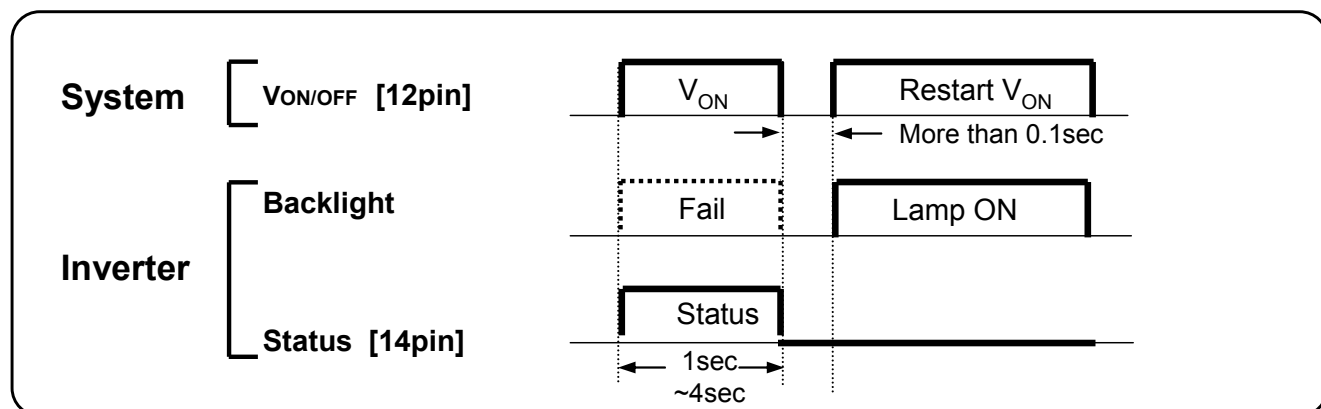 System
VON/OFF [12pin]
VON
Restart VON
More than 0.1sec
Inverter
Backlight
Fail
Lamp ON
Status [14pin]
Status
1sec
~4sec